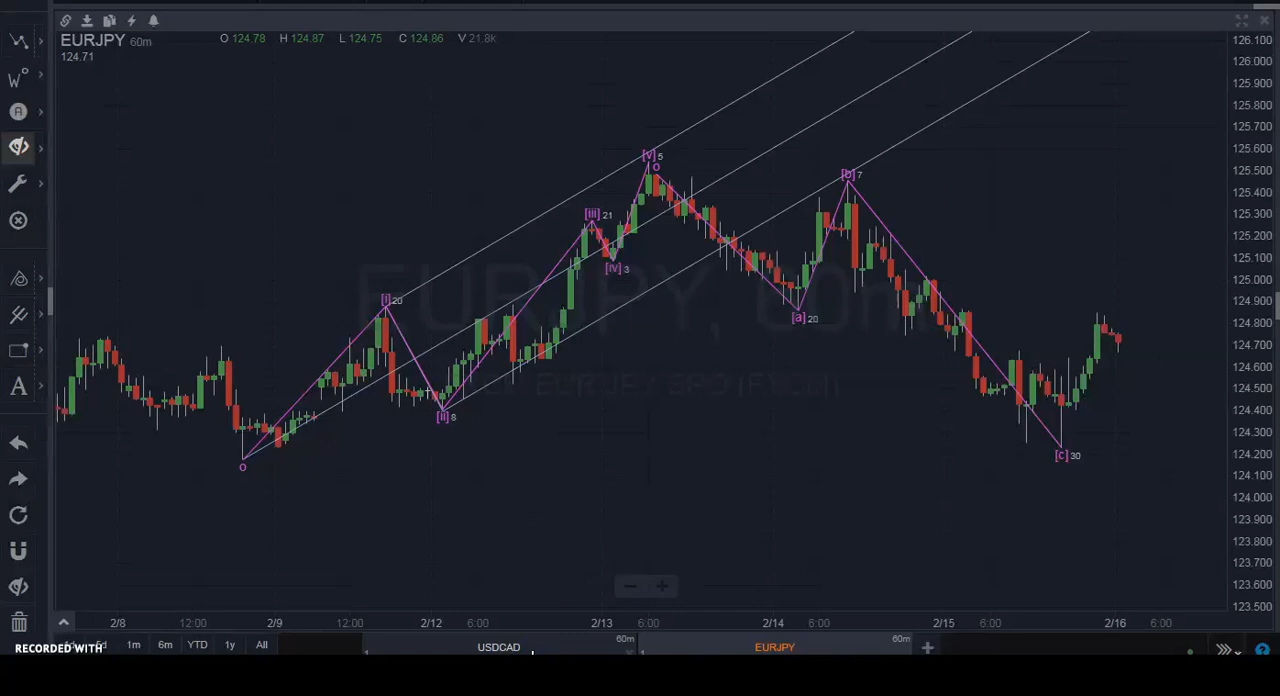 EURJPY 60m
O 124.78 H 124.87 L 124.75 C 124.86 V 21.8k
124.71
W
A
A
126.100
126.000
125.900
125.800
125.700
125.600
125.500
125.400
125.300
125.200
125.100
125.000
124.900
124.800
124.700
124.600
124.500
124.400
124.300
124.200
124.100
124.000
123.900
123.800
123.700
123.600
123.500
[v] 5
o
[b] 7
[iii] 21
[iv] 3
[i] 20
[a] 20
[ii] 8
[c] 30
o
EURJPY, 60m
2/8 12:00 2/9 12:00 2/12 6:00 2/13 6:00 2/14 6:00 2/15 6:00 2/16 6:00
1m 6m YTD 1y All
1 USDCAD 60m
1 EURJPY 60m
RECORDED WITH